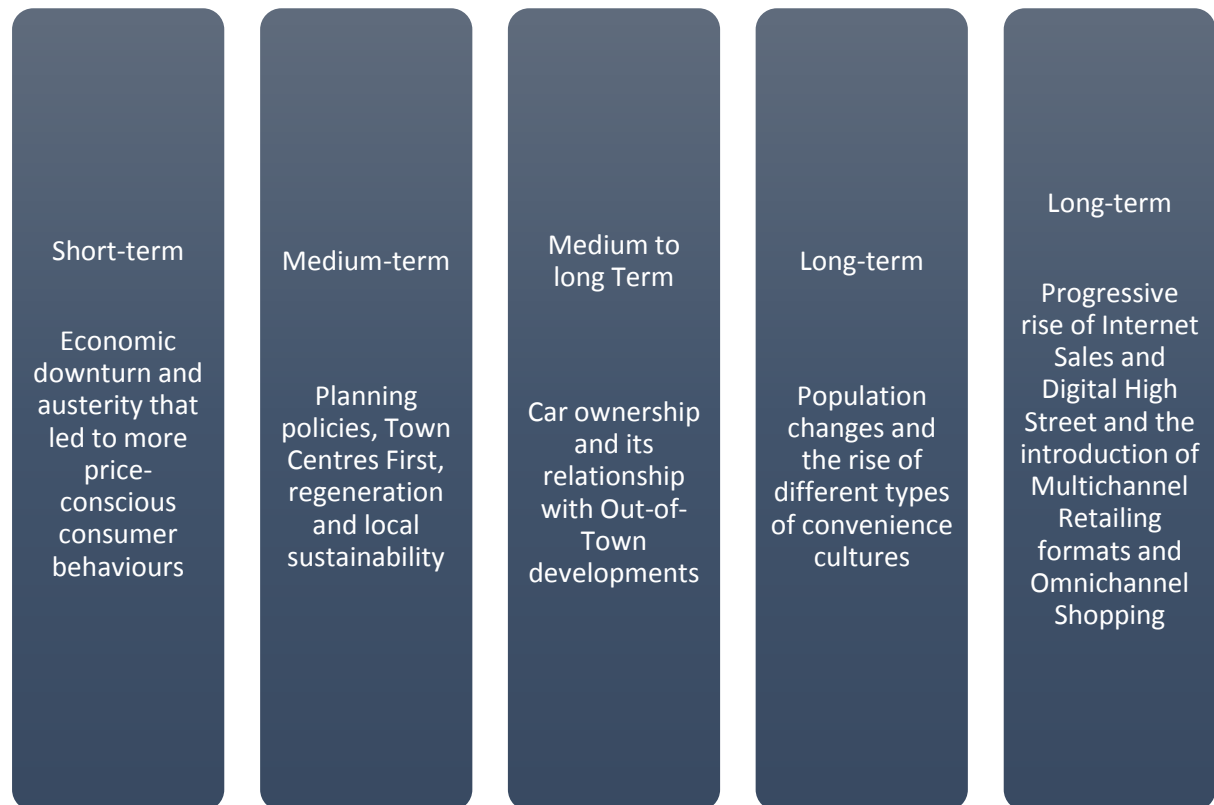 Short-term
Economic
downturn and
austerity that
led to more
price-
conscious
consumer
behaviours
Medium-term
Planning
policies, Town
Centres First,
regeneration
and local
sustainability
Medium to
long Term
Car ownership
and its
relationship
with Out-of-
Town
developments
Long-term
Population
changes and
the rise of
different types
of convenience
cultures
Long-term
Progressive
rise of Internet
Sales and
Digital High
Street and the
introduction of
Multichannel
Retailing
formats and
Omnichannel
Shopping